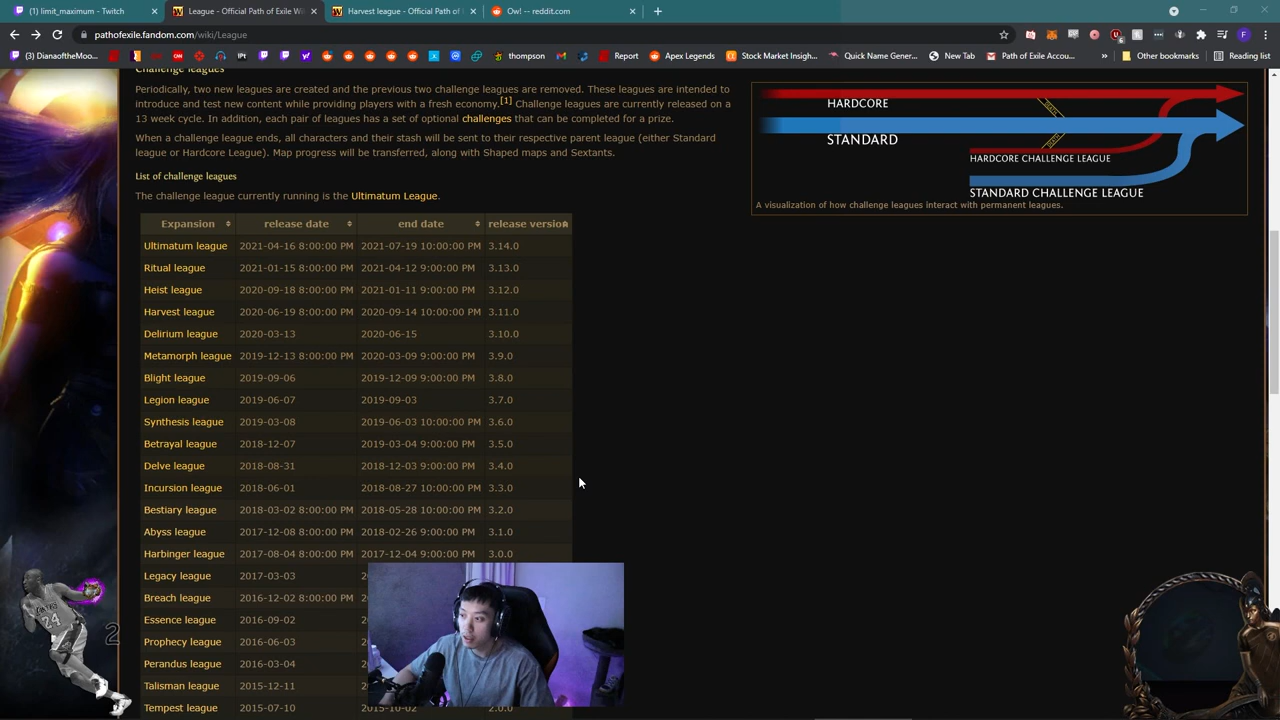 (1) limit_maximum - Twitch
League - Official Path of Exile Wi
Harvest league - Official Path of
Ow! -- reddit.com
pathofexile.fandom.com/wiki/League
(3) DianaoftheMoo...
thompson
Report
Apex Legends
Stock Market Insigh...
Quick Name Generat...
New Tab
Path of Exile Accou...
Other bookmarks
Reading list
Challenge leagues
Periodically, two new leagues are created and the previous two challenge leagues are removed. These leagues are intended to
introduce and test new content while providing players with a fresh economy.[1] Challenge leagues are currently released on a
13 week cycle. In addition, each pair of leagues has a set of optional challenges that can be completed for a prize.
When a challenge league ends, all characters and their stash will be sent to their respective parent league (either Standard
league or Hardcore League). Map progress will be transferred, along with Shaped maps and Sextants.
List of challenge leagues
The challenge league currently running is the Ultimatum League.
Expansion release date end date release version
Ultimatum league 2021-04-16 8:00:00 PM 2021-07-19 10:00:00 PM 3.14.0
Ritual league 2021-01-15 8:00:00 PM 2021-04-12 9:00:00 PM 3.13.0
Heist league 2020-09-18 8:00:00 PM 2021-01-11 9:00:00 PM 3.12.0
Harvest league 2020-06-19 8:00:00 PM 2020-09-14 10:00:00 PM 3.11.0
Delirium league 2020-03-13 2020-06-15 3.10.0
Metamorph league 2019-12-13 8:00:00 PM 2020-03-09 9:00:00 PM 3.9.0
Blight league 2019-09-06 2019-12-09 9:00:00 PM 3.8.0
Legion league 2019-06-07 2019-09-03 3.7.0
Synthesis league 2019-03-08 2019-06-03 10:00:00 PM 3.6.0
Betrayal league 2018-12-07 2019-03-04 9:00:00 PM 3.5.0
Delve league 2018-08-31 2018-12-03 9:00:00 PM 3.4.0
Incursion league 2018-06-01 2018-08-27 10:00:00 PM 3.3.0
Bestiary league 2018-03-02 8:00:00 PM 2018-05-28 10:00:00 PM 3.2.0
Abyss league 2017-12-08 8:00:00 PM 2018-02-26 9:00:00 PM 3.1.0
Harbinger league 2017-08-04 8:00:00 PM 2017-12-04 9:00:00 PM 3.0.0
Legacy league 2017-03-03
Breach league 2016-12-02 8:00:00 PM
Essence league 2016-09-02
Prophecy league 2016-06-03
Perandus league 2016-03-04
Talisman league 2015-12-11
Tempest league 2015-07-10 2015-10-02 2.0.0
HARDCORE
STANDARD
HARDCORE CHALLENGE LEAGUE
STANDARD CHALLENGE LEAGUE
A visualization of how challenge leagues interact with permanent leagues.
24
2